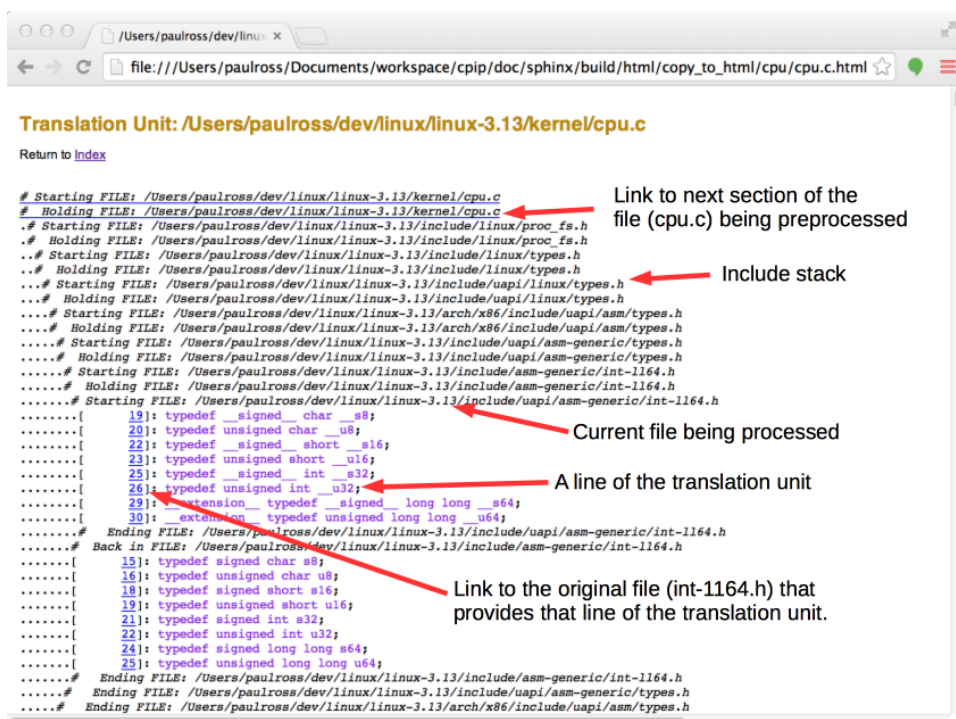 /Users/paulross/dev/linux ×
file:///Users/paulross/Documents/workspace/cpip/doc/sphinx/build/html/copy_to_html/cpu/cpu.c.html
Translation Unit: /Users/paulross/dev/linux/linux-3.13/kernel/cpu.c
Return to Index
# Starting FILE: /Users/paulross/dev/linux/linux-3.13/kernel/cpu.c
#  Holding FILE: /Users/paulross/dev/linux/linux-3.13/kernel/cpu.c
Link to next section of the
file (cpu.c) being preprocessed
.# Starting FILE: /Users/paulross/dev/linux/linux-3.13/include/linux/proc_fs.h
.#  Holding FILE: /Users/paulross/dev/linux/linux-3.13/include/linux/proc_fs.h
..# Starting FILE: /Users/paulross/dev/linux/linux-3.13/include/linux/types.h
..#  Holding FILE: /Users/paulross/dev/linux/linux-3.13/include/linux/types.h
...# Starting FILE: /Users/paulross/dev/linux/linux-3.13/include/uapi/linux/types.h
Include stack
...#  Holding FILE: /Users/paulross/dev/linux/linux-3.13/include/uapi/linux/types.h
....# Starting FILE: /Users/paulross/dev/linux/linux-3.13/arch/x86/include/uapi/asm/types.h
....#  Holding FILE: /Users/paulross/dev/linux/linux-3.13/arch/x86/include/uapi/asm/types.h
.....# Starting FILE: /Users/paulross/dev/linux/linux-3.13/include/uapi/asm-generic/types.h
.....#  Holding FILE: /Users/paulross/dev/linux/linux-3.13/include/uapi/asm-generic/types.h
......# Starting FILE: /Users/paulross/dev/linux/linux-3.13/include/asm-generic/int-ll64.h
......#  Holding FILE: /Users/paulross/dev/linux/linux-3.13/include/asm-generic/int-ll64.h
.......# Starting FILE: /Users/paulross/dev/linux/linux-3.13/include/uapi/asm-generic/int-ll64.h
........[ 19]: typedef __signed__ char __s8;
........[ 20]: typedef unsigned char __u8;
Current file being processed
........[ 22]: typedef __signed__ short __s16;
........[ 23]: typedef unsigned short __u16;
........[ 25]: typedef __signed__ int __s32;
........[ 26]: typedef unsigned int __u32;
A line of the translation unit
........[ 29]: __extension__ typedef __signed__ long long __s64;
........[ 30]: __extension__ typedef unsigned long long __u64;
........#   Ending FILE: /Users/paulross/dev/linux/linux-3.13/include/uapi/asm-generic/int-ll64.h
.......#  Back in FILE: /Users/paulross/dev/linux/linux-3.13/include/asm-generic/int-ll64.h
.......[ 15]: typedef signed char s8;
.......[ 16]: typedef unsigned char u8;
.......[ 18]: typedef signed short s16;
Link to the original file (int-1164.h) that
provides that line of the translation unit.
.......[ 19]: typedef unsigned short u16;
.......[ 21]: typedef signed int s32;
.......[ 22]: typedef unsigned int u32;
.......[ 24]: typedef signed long long s64;
.......[ 25]: typedef unsigned long long u64;
.......#   Ending FILE: /Users/paulross/dev/linux/linux-3.13/include/asm-generic/int-ll64.h
......#   Ending FILE: /Users/paulross/dev/linux/linux-3.13/include/uapi/asm-generic/types.h
.....#   Ending FILE: /Users/paulross/dev/linux/linux-3.13/arch/x86/include/uapi/asm/types.h